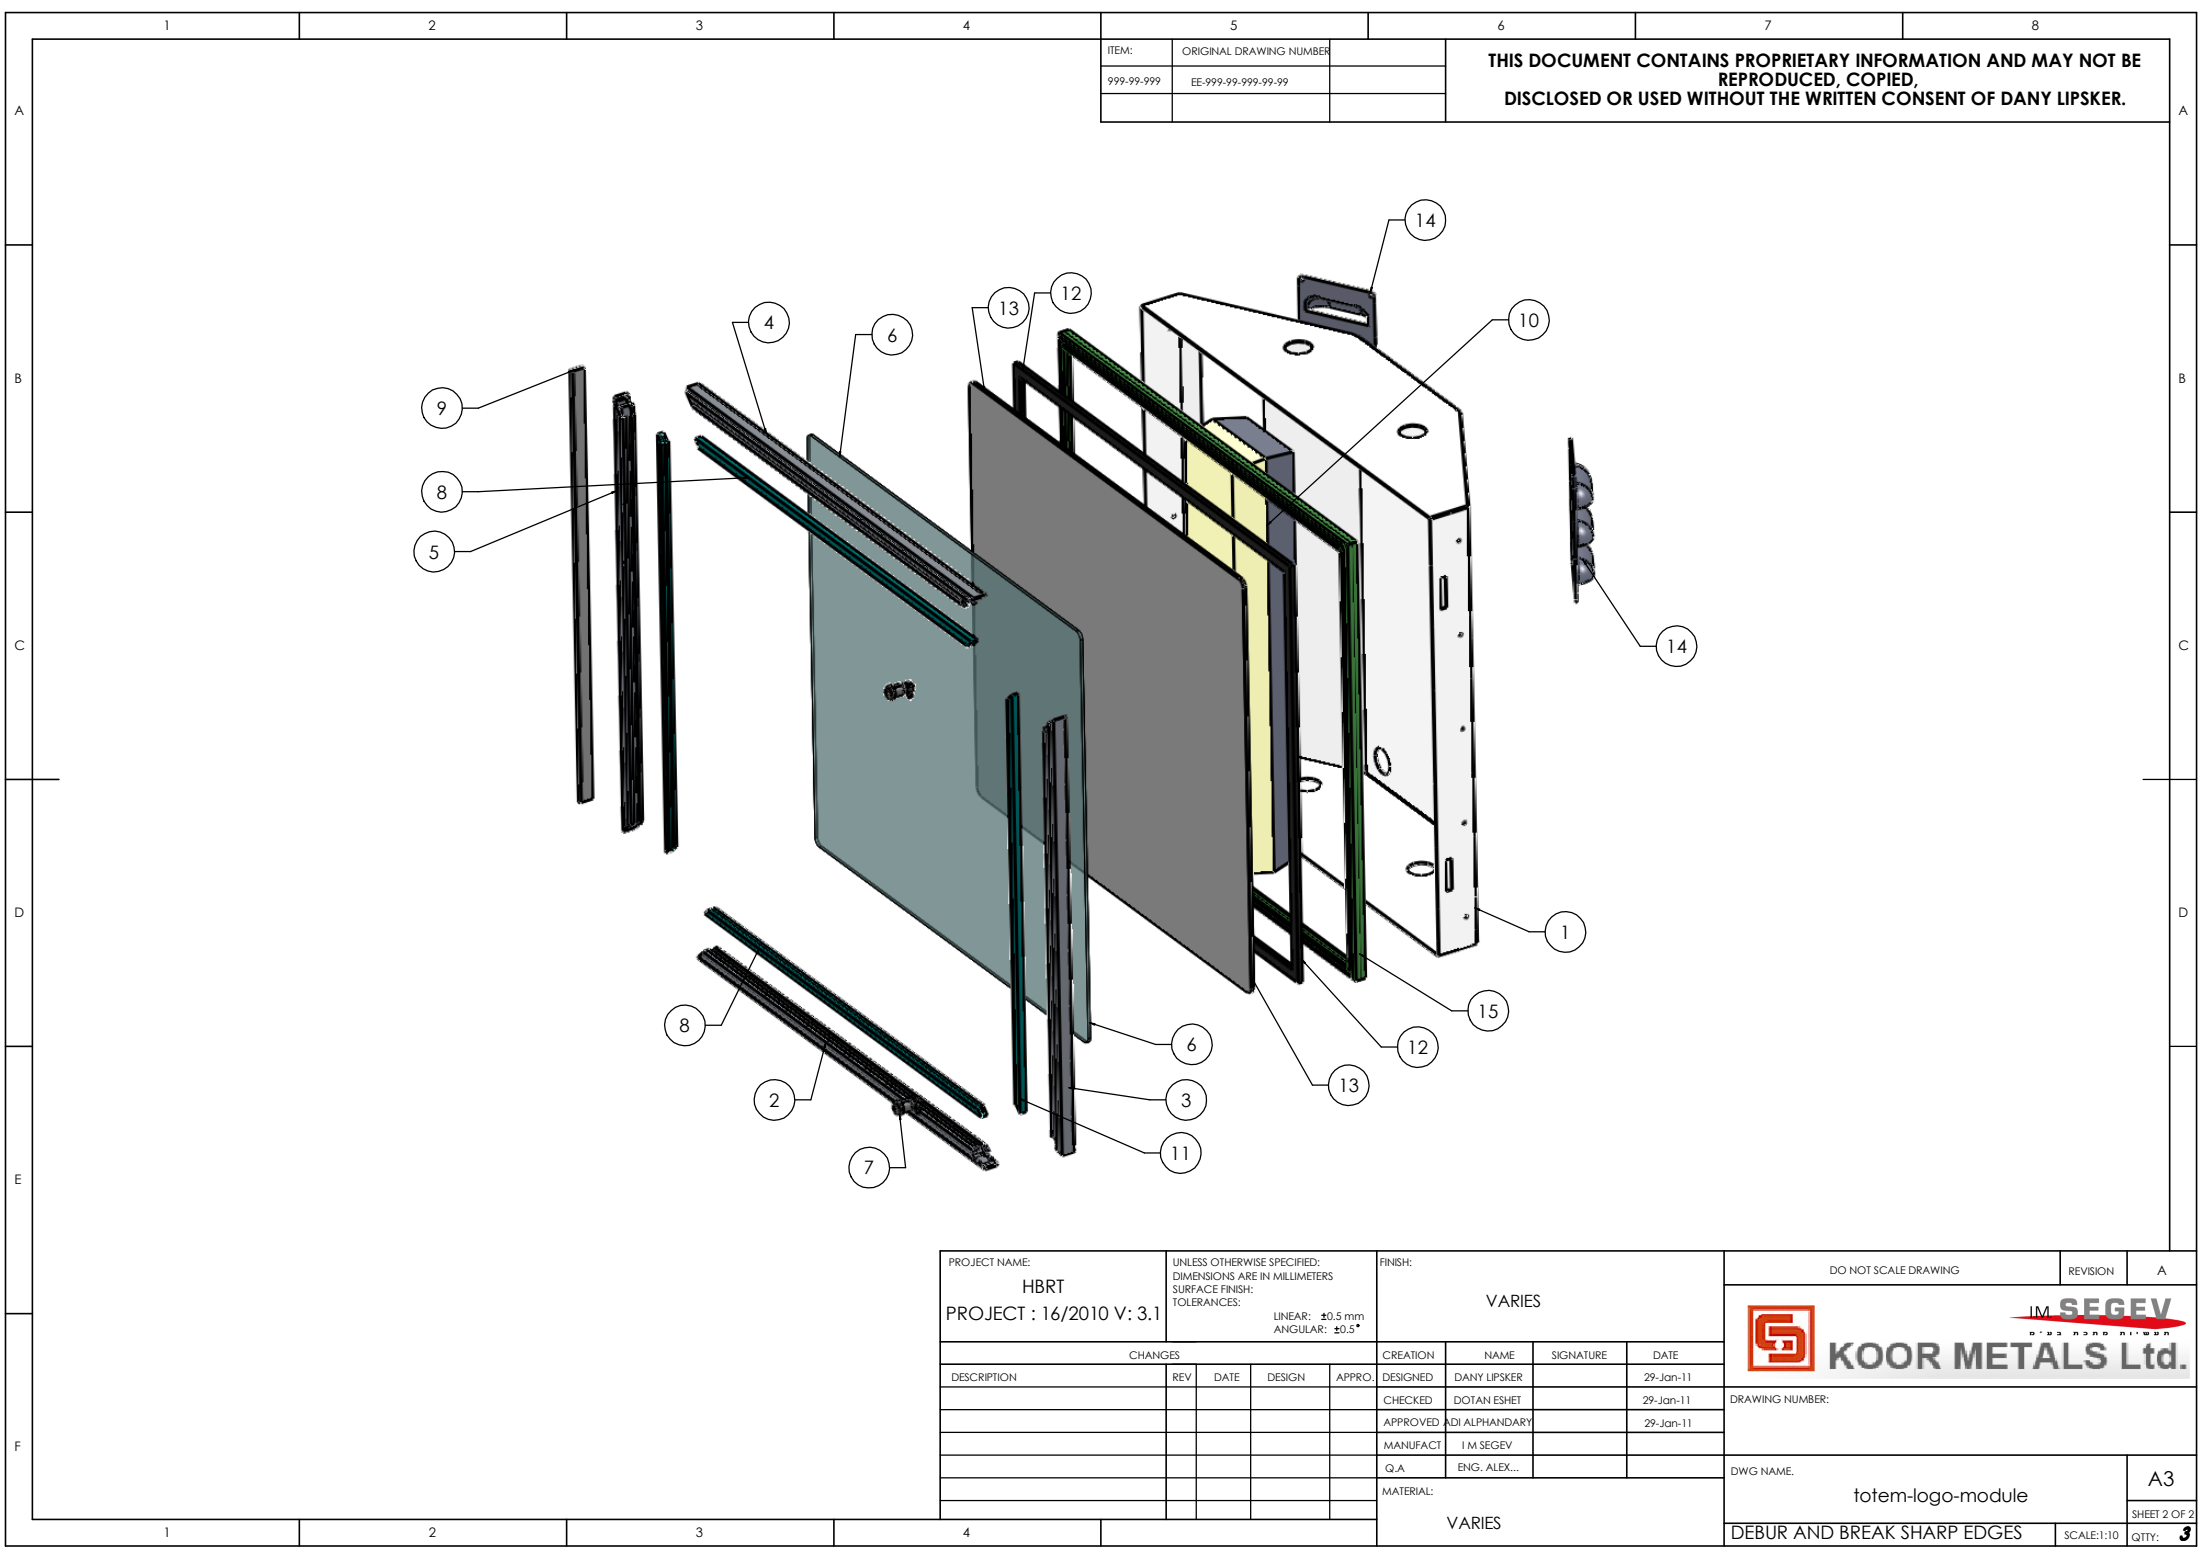 1 2 3 4 5 6 7 8
ITEM: ORIGINAL DRAWING NUMBER
999-99-999 EE-999-99-999-99-99
THIS DOCUMENT CONTAINS PROPRIETARY INFORMATION AND MAY NOT BE
REPRODUCED, COPIED,
DISCLOSED OR USED WITHOUT THE WRITTEN CONSENT OF DANY LIPSKER.
A A
14
12
13
4
10
6
B B
9
8
5
C C
14
D D
1
15
8
6
12
13
2
3
11
7
E
PROJECT NAME:
HBRT
PROJECT : 16/2010 V: 3.1
UNLESS OTHERWISE SPECIFIED:
DIMENSIONS ARE IN MILLIMETERS
SURFACE FINISH:
TOLERANCES:
LINEAR: ±0.5 mm
ANGULAR: ±0.5°
FINISH:
VARIES
DO NOT SCALE DRAWING REVISION A
IM SEGEV
KOOR METALS Ltd.
CHANGES
DESCRIPTION REV DATE DESIGN APPRO.
CREATION NAME SIGNATURE DATE
DESIGNED DANY LIPSKER 29-Jan-11
CHECKED DOTAN ESHET 29-Jan-11
APPROVED ADI ALPHANDARY 29-Jan-11
MANUFACT I M SEGEV
Q.A ENG. ALEX...
MATERIAL:
VARIES
DRAWING NUMBER:
F
DWG NAME.
totem-logo-module
A3
SHEET 2 OF 2
DEBUR AND BREAK SHARP EDGES SCALE:1:10 QTTY: 3
1 2 3 4